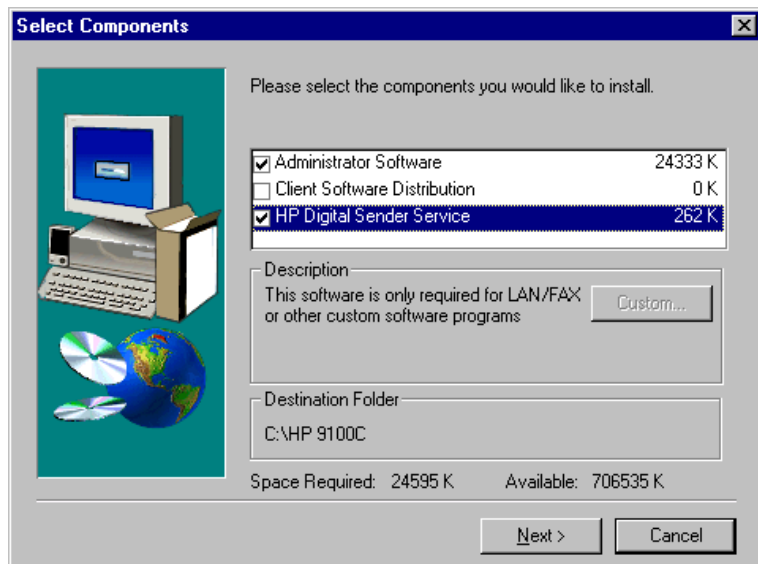 Select Components
Please select the components you would like to install.
Administrator Software 24333 K
Client Software Distribution 0 K
HP Digital Sender Service 262 K
Description
This software is only required for LAN/FAX
or other custom software programs
Custom...
Destination Folder
C:\HP 9100C
Space Required: 24595 K Available: 706535 K
Next >
Cancel